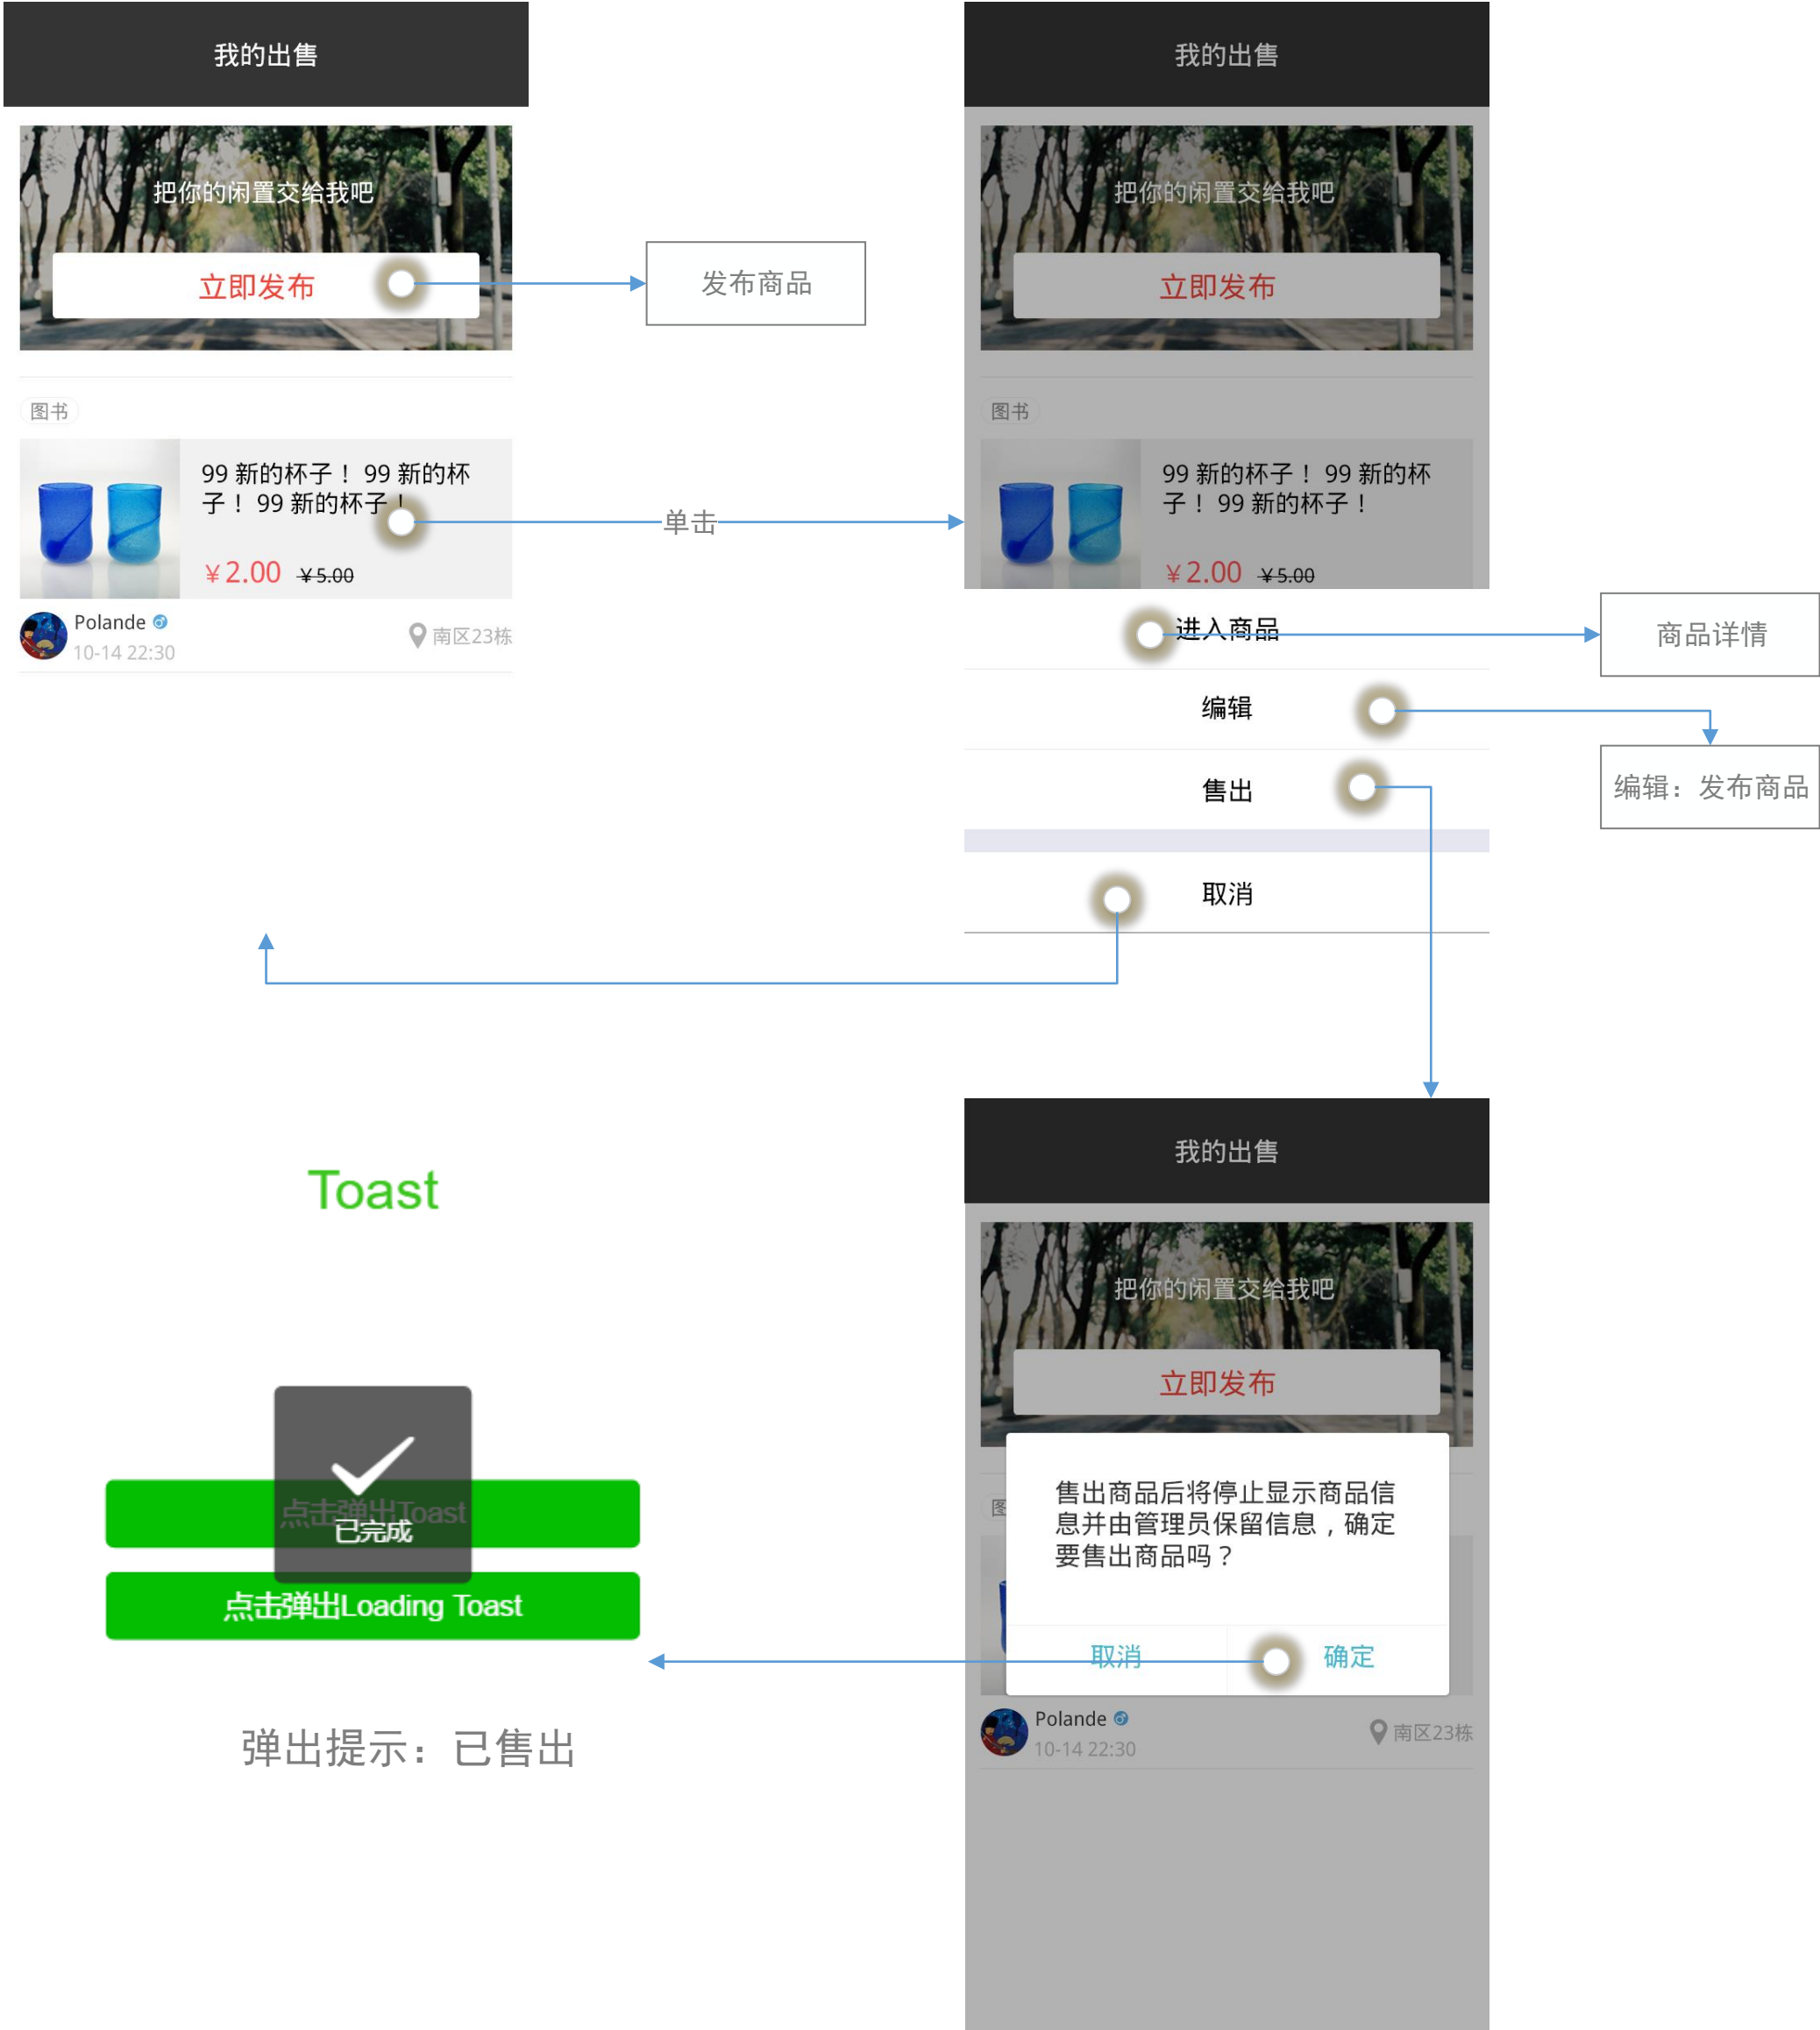 我的出售
把你的闲置交给我吧
立即发布
发布商品
图书
99 新的杯子！ 99 新的杯
子！ 99 新的杯子！
￥2.00 ￥5.00
Polande
10-14 22:30
南区23栋
单击
我的出售
把你的闲置交给我吧
立即发布
图书
99 新的杯子！ 99 新的杯
子！ 99 新的杯子！
￥2.00 ￥5.00
进入商品
商品详情
编辑
编辑：发布商品
售出
取消
Toast
点击弹出Toast
已完成
点击弹出Loading Toast
弹出提示：已售出
我的出售
把你的闲置交给我吧
立即发布
售出商品后将停止显示商品信
息并由管理员保留信息，确定
要售出商品吗？
取消
确定
Polande
10-14 22:30
南区23栋